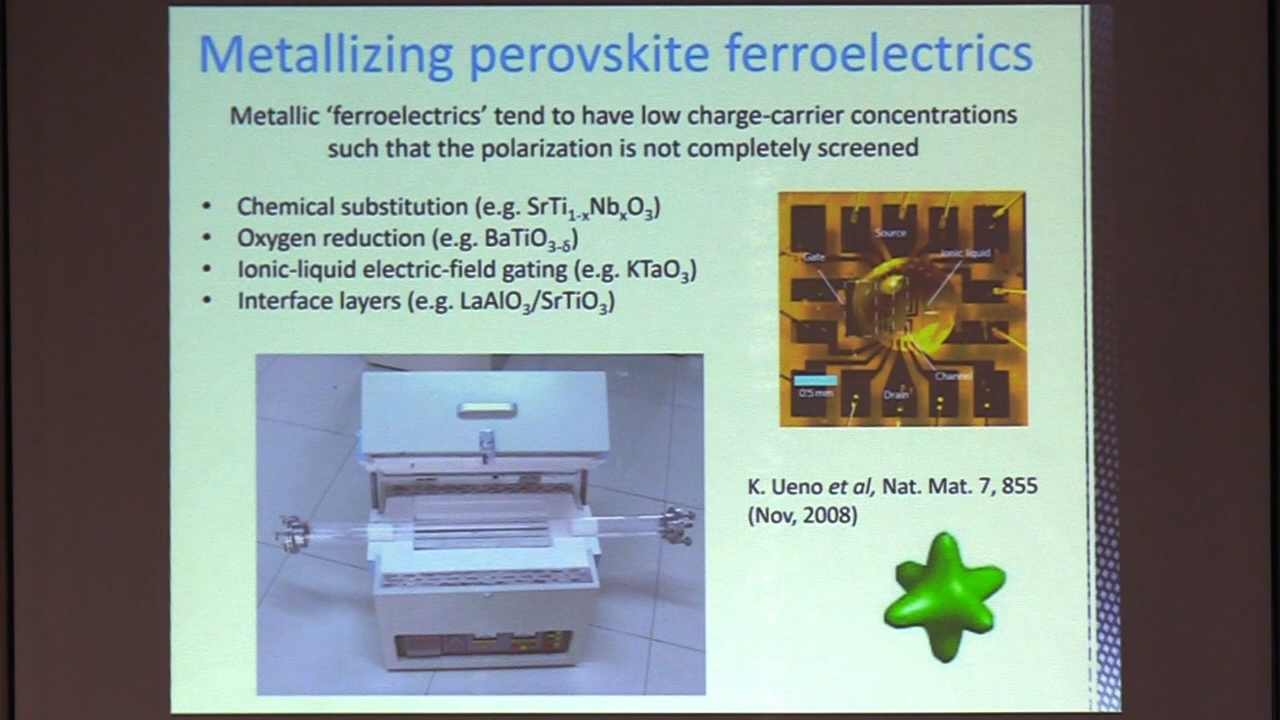 Metallizing perovskite ferroelectrics
Metallic ‘ferroelectrics’ tend to have low charge-carrier concentrations
such that the polarization is not completely screened
• Chemical substitution (e.g. SrTi₁₋ₓNbₓO₃)
• Oxygen reduction (e.g. BaTiO₃₋δ)
• Ionic-liquid electric-field gating (e.g. KTaO₃)
• Interface layers (e.g. LaAlO₃/SrTiO₃)
Source
Gate
Ionic liquid
Channel
0.5 mm
Drain
K. Ueno et al, Nat. Mat. 7, 855
(Nov, 2008)